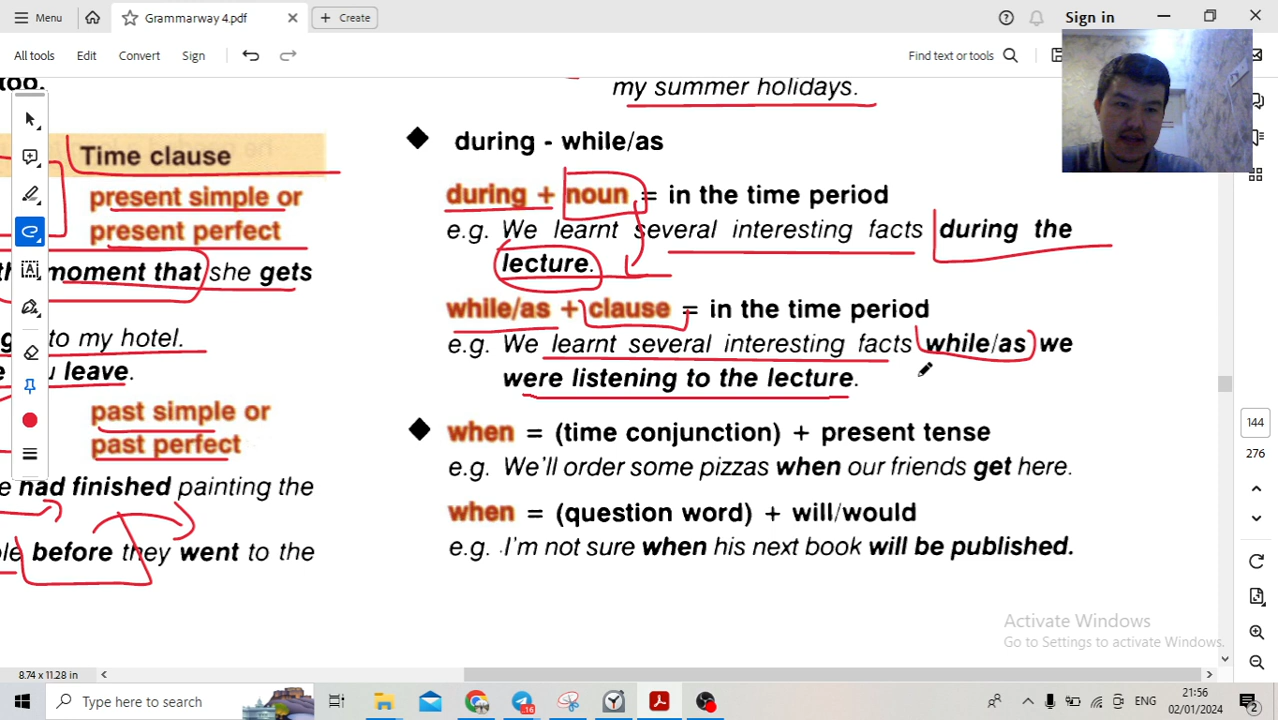 Menu
Grammarway 4.pdf
Create
Sign in
All tools
Edit
Convert
Sign
Find text or tools
too.
my summer holidays.
Time clause
present simple or
present perfect
moment that she gets
to my hotel.
leave.
past simple or
past perfect
had finished painting the
before they went to the
during - while/as
during + noun = in the time period
e.g. We learnt several interesting facts during the
lecture.
while/as + clause = in the time period
e.g. We learnt several interesting facts while/as we
were listening to the lecture.
when = (time conjunction) + present tense
e.g. We'll order some pizzas when our friends get here.
when = (question word) + will/would
e.g. I'm not sure when his next book will be published.
144
276
Activate Windows
Go to Settings to activate Windows.
8.74 x 11.28 in
Type here to search
.16
ENG
21:56
02/01/2024
2